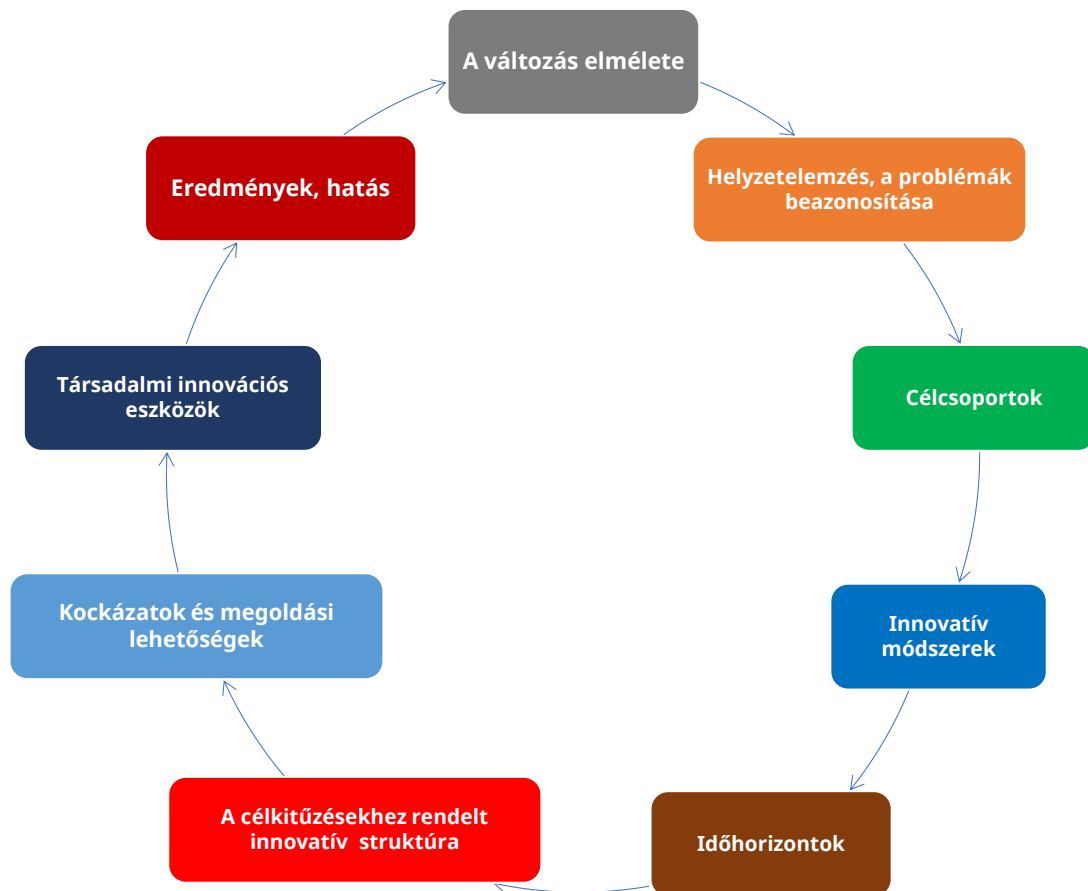 A változás elmélete
Helyzetelemzés, a problémák
beazonosítása
Célcsoportok
Innovatív
módszerek
Időhorizontok
A célkitűzésekhez rendelt
innovatív struktúra
Kockázatok és megoldási
lehetőségek
Társadalmi innovációs
eszközök
Eredmények, hatás